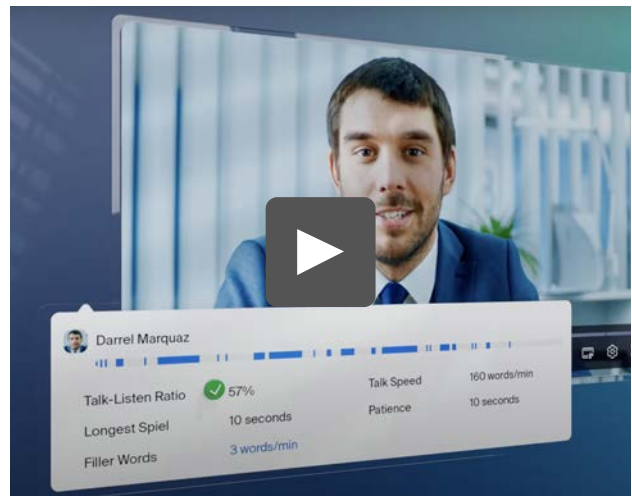 Darrel Marquaz
Talk-Listen Ratio 57% Talk Speed 160 words/min
Longest Spiel 10 seconds Patience 10 seconds
Filler Words 3 words/min